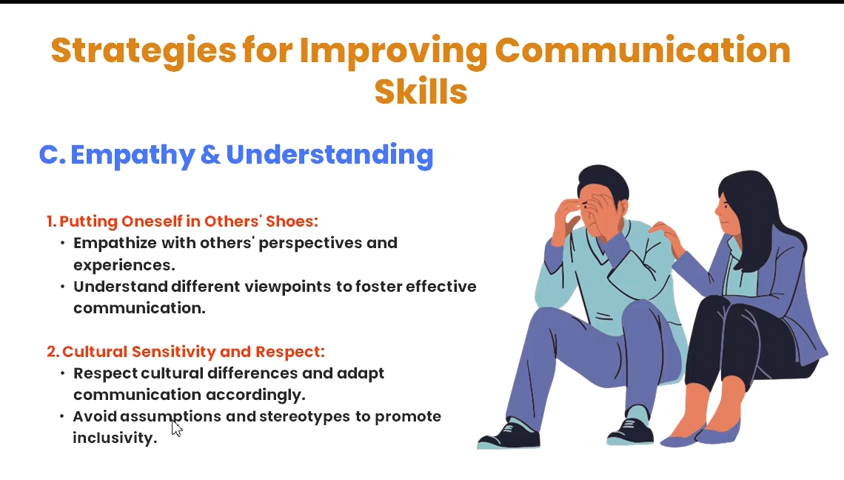 Strategies for Improving Communication
Skills
C. Empathy & Understanding
1. Putting Oneself in Others' Shoes:
• Empathize with others' perspectives and
experiences.
• Understand different viewpoints to foster effective
communication.
2. Cultural Sensitivity and Respect:
• Respect cultural differences and adapt
communication accordingly.
• Avoid assumptions and stereotypes to promote
inclusivity.